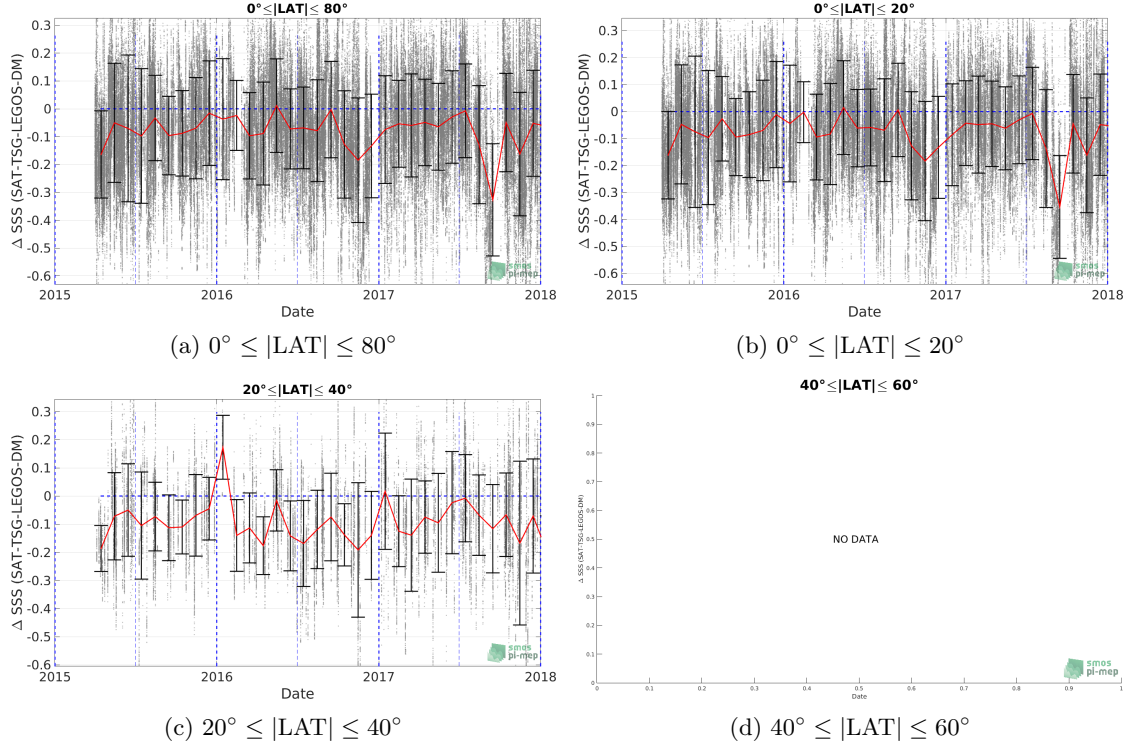 0°≤|LAT|≤ 80°
0.3
0.2
0.1
0
-0.1
-0.2
-0.3
-0.4
-0.5
-0.6
Δ SSS (SAT-TSG-LEGOS-DM)
2015
2016
2017
2018
Date
smos
pi-mep
(a) 0° ≤ |LAT| ≤ 80°
0°≤|LAT|≤ 20°
0.3
0.2
0.1
0
-0.1
-0.2
-0.3
-0.4
-0.5
-0.6
Δ SSS (SAT-TSG-LEGOS-DM)
2015
2016
2017
2018
Date
smos
pi-mep
(b) 0° ≤ |LAT| ≤ 20°
20°≤|LAT|≤ 40°
0.3
0.2
0.1
0
-0.1
-0.2
-0.3
-0.4
-0.5
-0.6
Δ SSS (SAT-TSG-LEGOS-DM)
2015
2016
2017
2018
Date
smos
pi-mep
(c) 20° ≤ |LAT| ≤ 40°
40°≤|LAT|≤ 60°
1
0.9
0.8
0.7
0.6
0.5
0.4
0.3
0.2
0.1
0
Δ SSS (SAT-TSG-LEGOS-DM)
NO DATA
0
0.1
0.2
0.3
0.4
0.5
0.6
0.7
0.8
0.9
1
Date
smos
pi-mep
(d) 40° ≤ |LAT| ≤ 60°